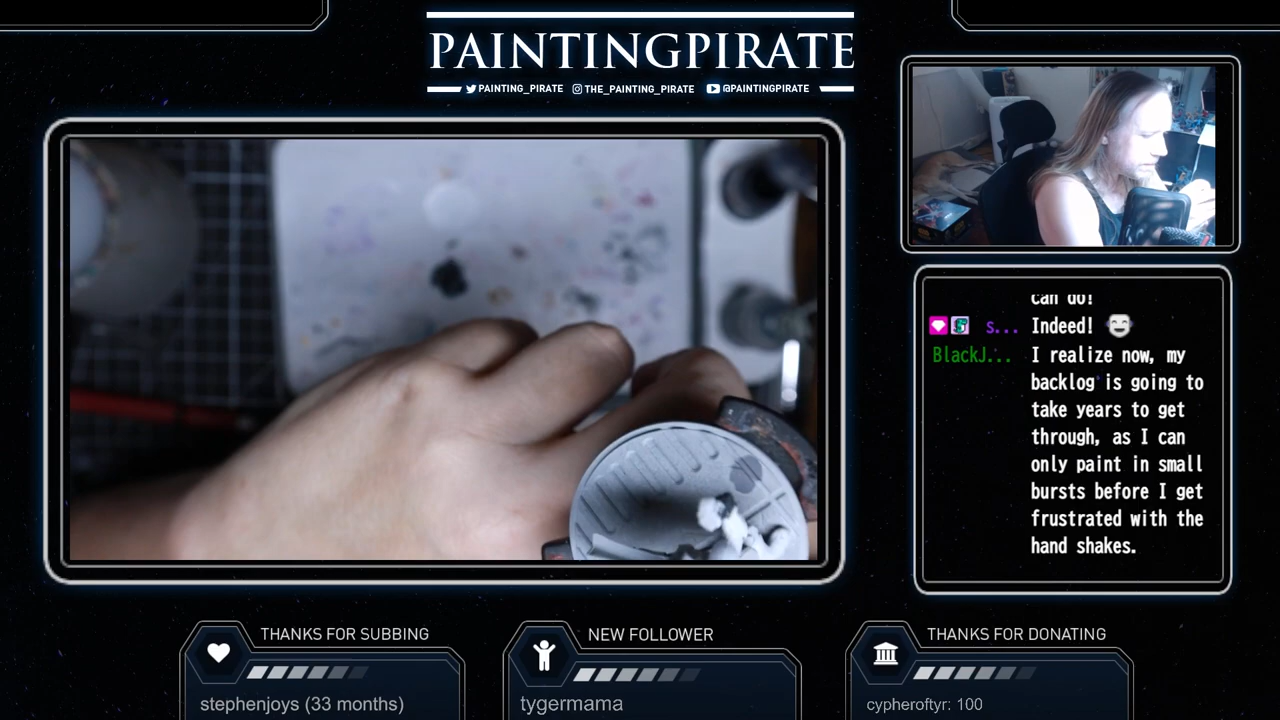 PAINTINGPIRATE
PAINTING_PIRATE THE_PAINTING_PIRATE @PAINTINGPIRATE
can do!
s... Indeed!
BlackJ... I realize now, my
backlog is going to
take years to get
through, as I can
only paint in small
bursts before I get
frustrated with the
hand shakes.
THANKS FOR SUBBING
stephenjoys (33 months)
NEW FOLLOWER
tygermama
THANKS FOR DONATING
cypheroftyr: 100